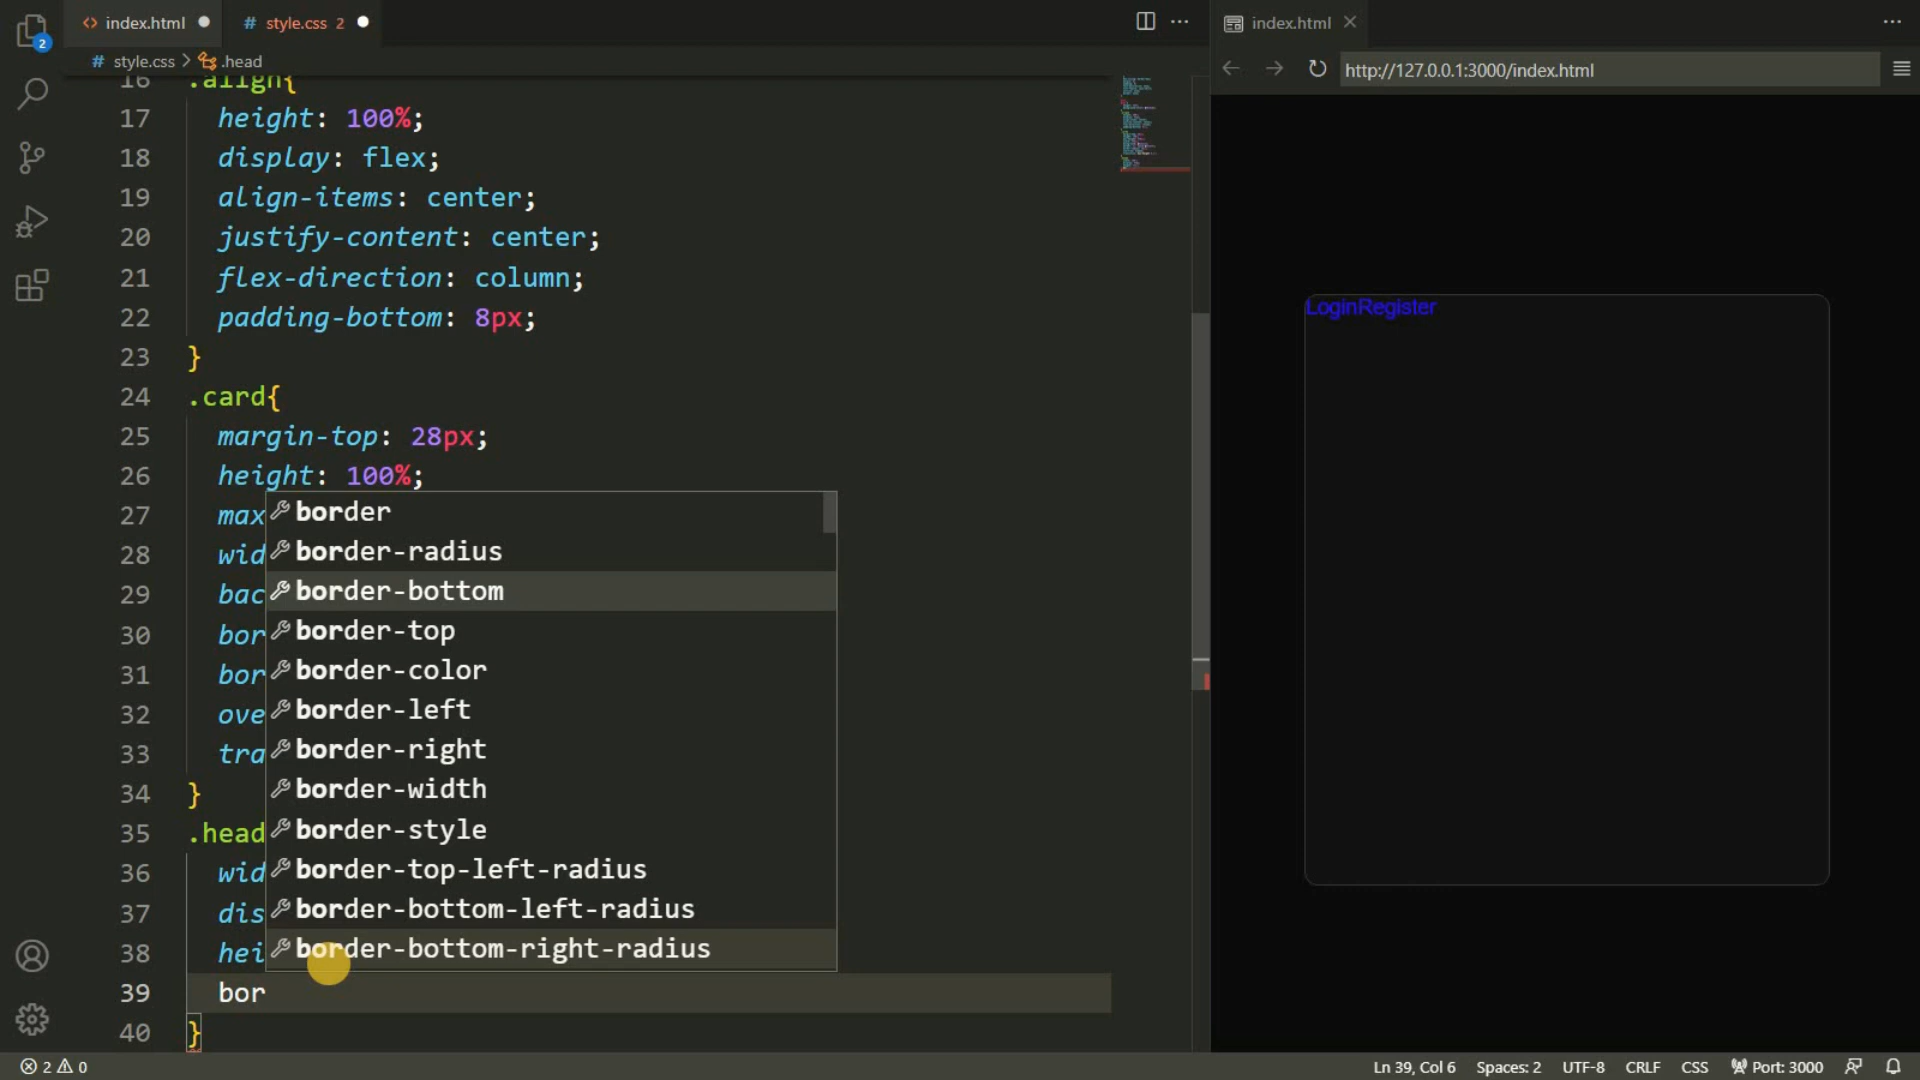 index.html
style.css 2
index.html
2
style.css > .head
http://127.0.0.1:3000/index.html
16 .align{
17 height: 100%;
18 display: flex;
19 align-items: center;
20 justify-content: center;
21 flex-direction: column;
22 padding-bottom: 8px;
23 }
24 .card{
25 margin-top: 28px;
26 height: 100%;
27 max
28 wid
29 bac
30 bor
31 bor
32 ove
33 tra
34 }
35 .head
36 wid
37 dis
38 hei
39 bor
40 }
border
border-radius
border-bottom
border-top
border-color
border-left
border-right
border-width
border-style
border-top-left-radius
border-bottom-left-radius
border-bottom-right-radius
LoginRegister
2 0
Ln 39, Col 6 Spaces: 2 UTF-8 CRLF CSS Port: 3000